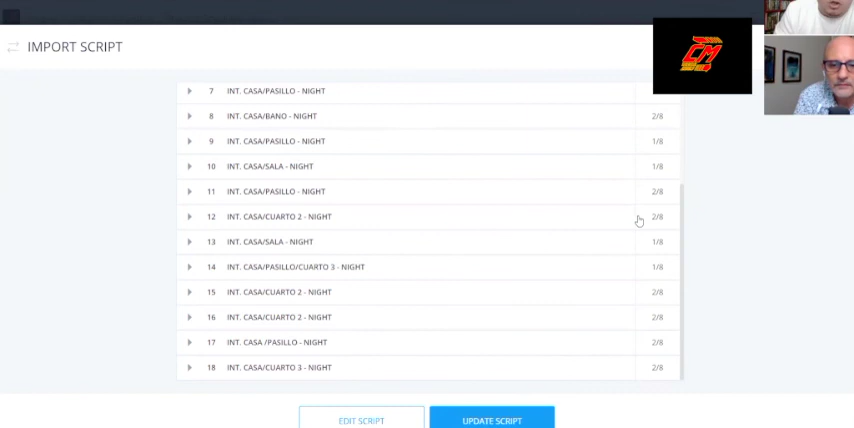 IMPORT SCRIPT
CM
7 INT. CASA/PASILLO - NIGHT
8 INT. CASA/BANO - NIGHT 2/8
9 INT. CASA/PASILLO - NIGHT 1/8
10 INT. CASA/SALA - NIGHT 1/8
11 INT. CASA/PASILLO - NIGHT 2/8
12 INT. CASA/CUARTO 2 - NIGHT 2/8
13 INT. CASA/SALA - NIGHT 1/8
14 INT. CASA/PASILLO/CUARTO 3 - NIGHT 1/8
15 INT. CASA/CUARTO 2 - NIGHT 2/8
16 INT. CASA/CUARTO 2 - NIGHT 2/8
17 INT. CASA /PASILLO - NIGHT 2/8
18 INT. CASA/CUARTO 3 - NIGHT 2/8
EDIT SCRIPT
UPDATE SCRIPT